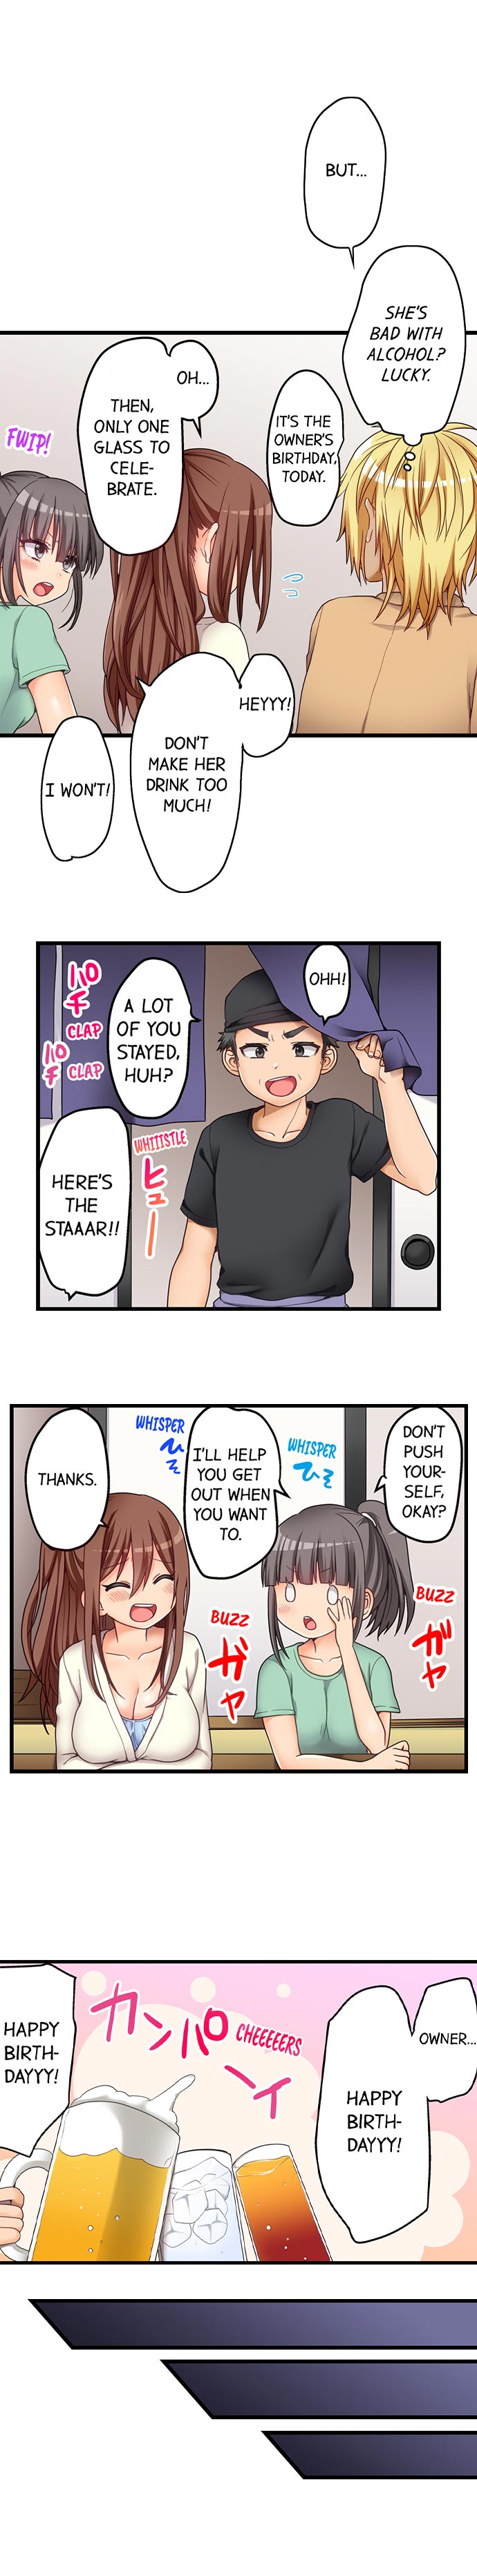 BUT...
SHE'S
BAD WITH
ALCOHOL?
LUCKY.
IT'S THE
OWNER'S
BIRTHDAY,
TODAY.
OH...
THEN,
ONLY ONE
GLASS TO
CELE-
BRATE.
FWIP!
HEYYY!
DON'T
MAKE HER
DRINK TOO
MUCH!
I WON'T!
OHH!
A LOT
OF YOU
STAYED,
HUH?
パチ
CLAP
パチ
CLAP
WHIIISTLE
ヒュー
HERE'S
THE
STAAAR!!
DON'T
PUSH
YOUR-
SELF,
OKAY?
WHISPER
ひそ
I'LL HELP
YOU GET
OUT WHEN
YOU WANT
TO.
WHISPER
ひそ
THANKS.
BUZZ
ガヤ
BUZZ
ガヤ
OWNER...
HAPPY
BIRTH-
DAYYY!
カンパーイ
CHEEEEERS
HAPPY
BIRTH-
DAYYY!